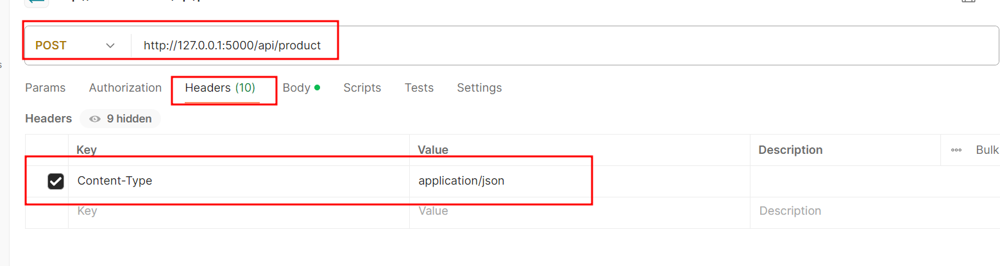 POST http://127.0.0.1:5000/api/product
Params Authorization Headers (10) Body Scripts Tests Settings
Headers 9 hidden
Key Value Description Bulk
Content-Type application/json
Key Value Description